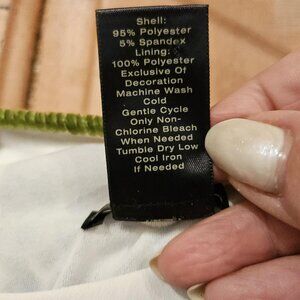 Shell:
95% Polyester
5% Spandex
Lining:
100% Polyester
Exclusive Of
Decoration
Machine Wash
Cold
Gentle Cycle
Only Non-
Chlorine Bleach
When Needed
Tumble Dry Low
Cool Iron
If Needed